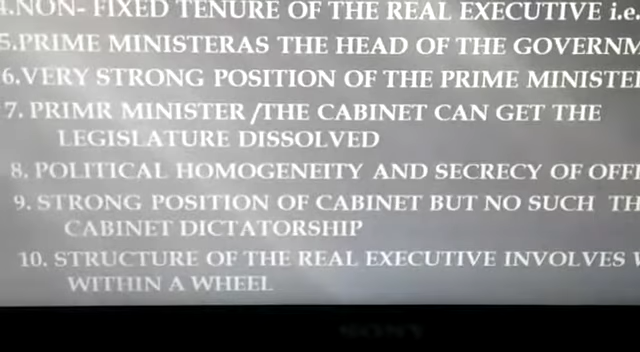 4.NON- FIXED TENURE OF THE REAL EXECUTIVE i.e.
5.PRIME MINISTERAS THE HEAD OF THE GOVERNM
6.VERY STRONG POSITION OF THE PRIME MINISTE
7. PRIMR MINISTER /THE CABINET CAN GET THE
LEGISLATURE DISSOLVED
8. POLITICAL HOMOGENEITY AND SECRECY OF OFFI
9. STRONG POSITION OF CABINET BUT NO SUCH TH
CABINET DICTATORSHIP
10. STRUCTURE OF THE REAL EXECUTIVE INVOLVES W
WITHIN A WHEEL